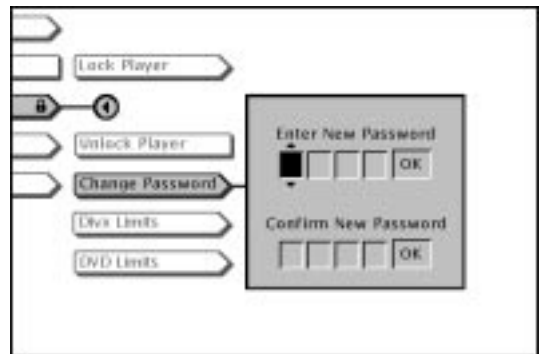 Lock Player
Unlock Player
Change Password
Divx Limits
DVD Limits
Enter New Password
OK
Confirm New Password
OK